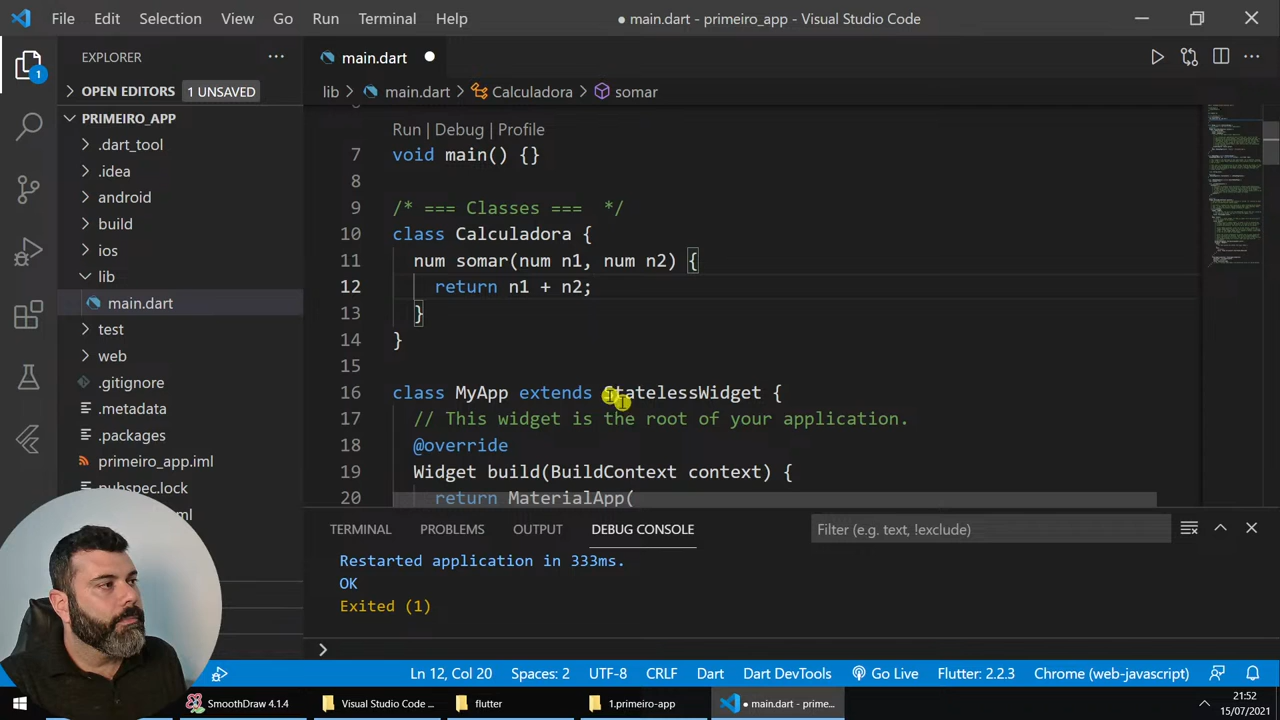 File Edit Selection View Go Run Terminal Help
● main.dart - primeiro_app - Visual Studio Code
EXPLORER
OPEN EDITORS 1 UNSAVED
PRIMEIRO_APP
.dart_tool
.idea
android
build
ios
lib
main.dart
test
web
.gitignore
.metadata
.packages
primeiro_app.iml
pubspec.lock
1
main.dart ●
lib > main.dart > Calculadora > somar
Run | Debug | Profile
7 void main() {}
8
9 /* === Classes === */
10 class Calculadora {
11 num somar(num n1, num n2) {
12 return n1 + n2;
13 }
14 }
15
16 class MyApp extends StatelessWidget {
17 // This widget is the root of your application.
18 @override
19 Widget build(BuildContext context) {
20 return MaterialApp(
TERMINAL PROBLEMS OUTPUT DEBUG CONSOLE
Filter (e.g. text, !exclude)
Restarted application in 333ms.
OK
Exited (1)
Ln 12, Col 20 Spaces: 2 UTF-8 CRLF Dart Dart DevTools Go Live Flutter: 2.2.3 Chrome (web-javascript)
SmoothDraw 4.1.4 Visual Studio Code ... flutter 1.primeiro-app ● main.dart - prime...
21:52
15/07/2021